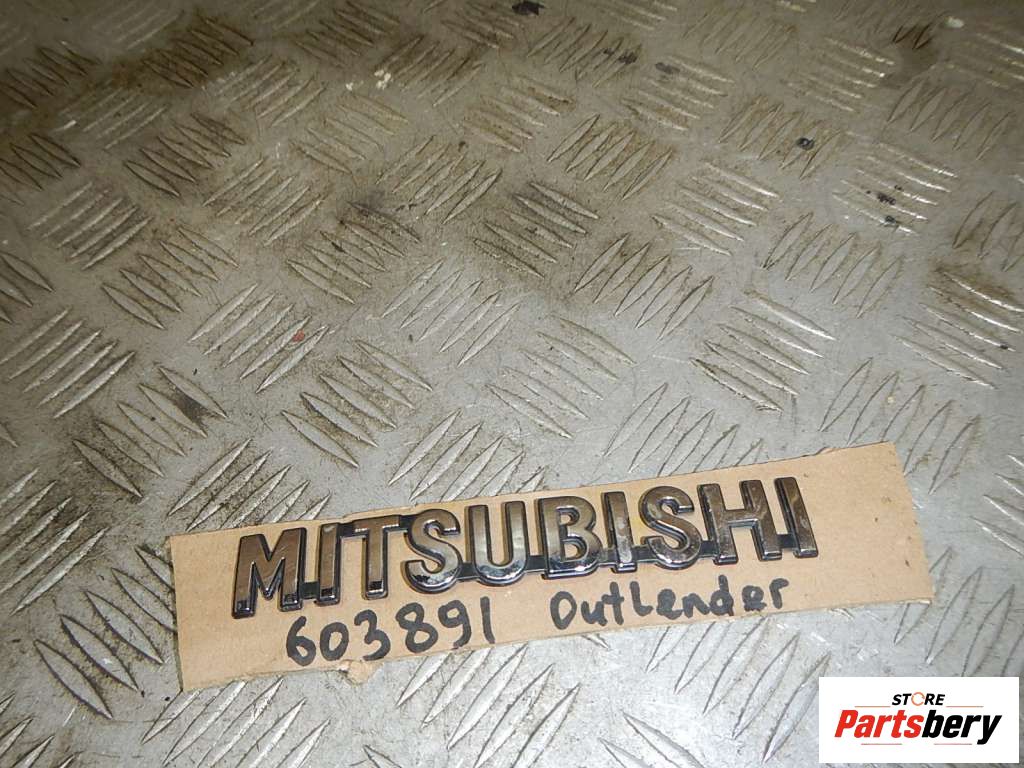 MITSUBISHI
603891 Outlender
STORE
Partsbery